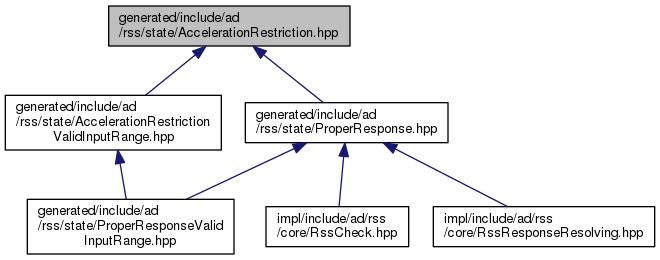 generated/include/ad
/rss/state/AccelerationRestriction.hpp
generated/include/ad
/rss/state/AccelerationRestriction
ValidInputRange.hpp
generated/include/ad
/rss/state/ProperResponse.hpp
generated/include/ad
/rss/state/ProperResponseValid
InputRange.hpp
impl/include/ad/rss
/core/RssCheck.hpp
impl/include/ad/rss
/core/RssResponseResolving.hpp